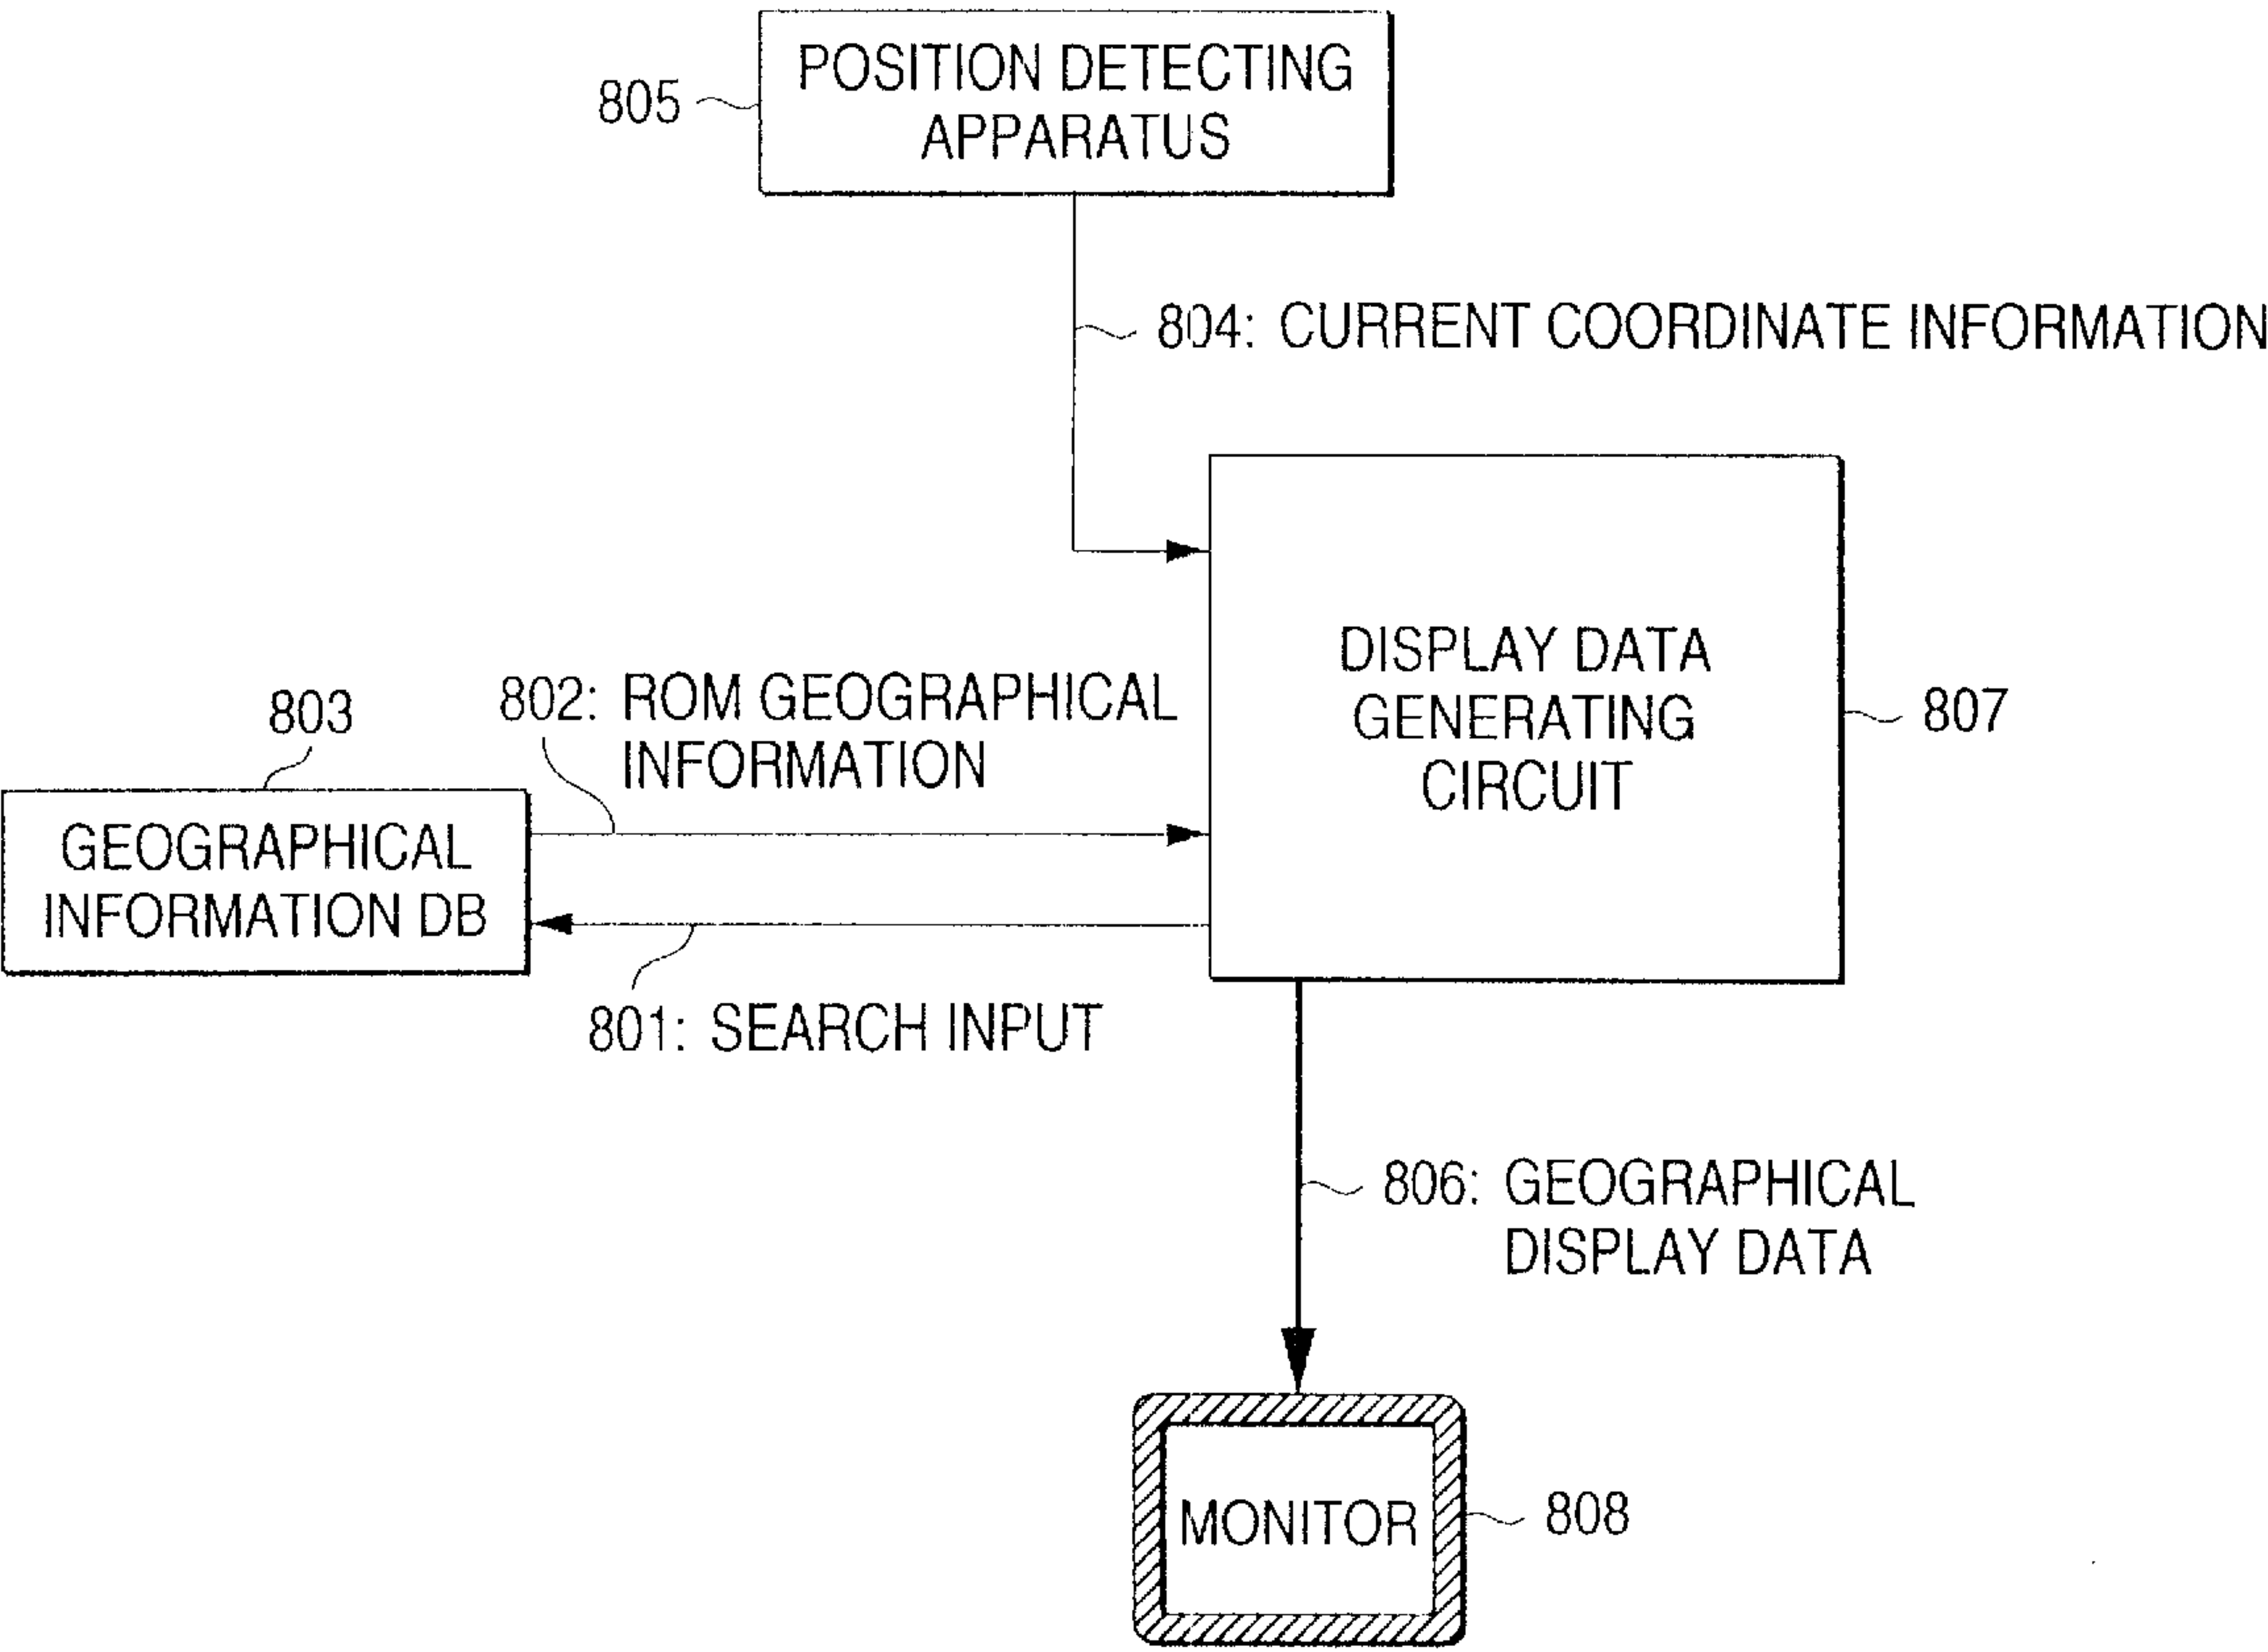 POSITION DETECTING
APPARATUS
805
804: CURRENT COORDINATE INFORMATION
DISPLAY DATA
GENERATING
CIRCUIT
807
802: ROM GEOGRAPHICAL
INFORMATION
803
GEOGRAPHICAL
INFORMATION DB
801: SEARCH INPUT
806: GEOGRAPHICAL
DISPLAY DATA
MONITOR
808